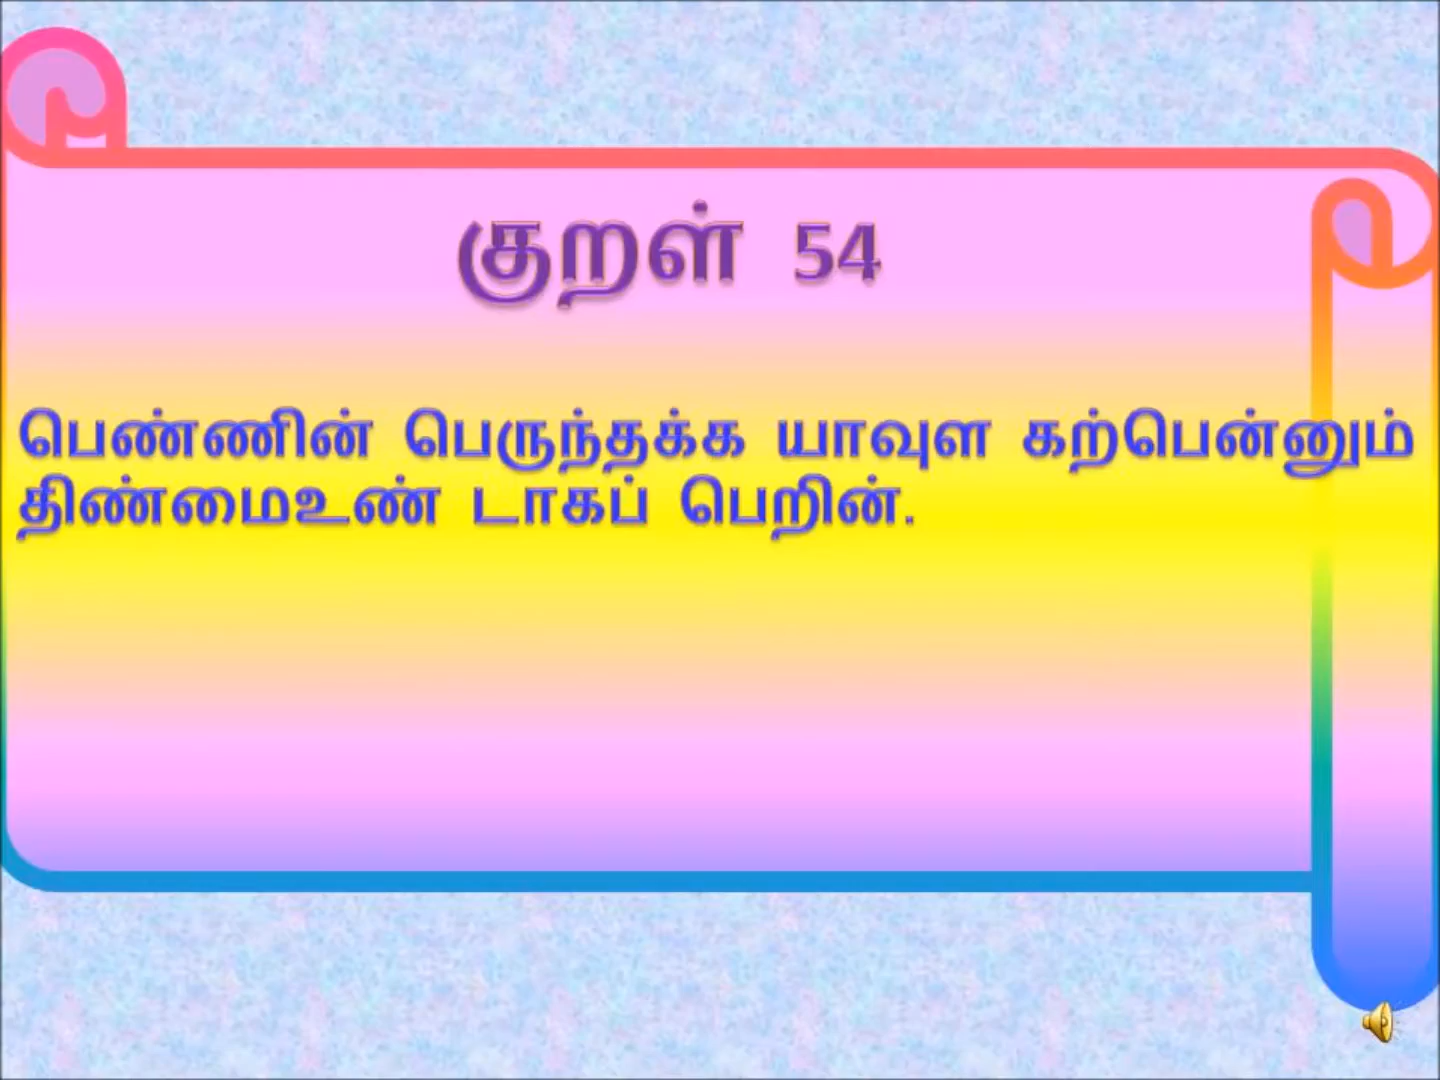 குறள் 54
பெண்ணின் பெருந்தக்க யாவுள கற்பென்னும்
திண்மைஉண் டாகப் பெறின்.